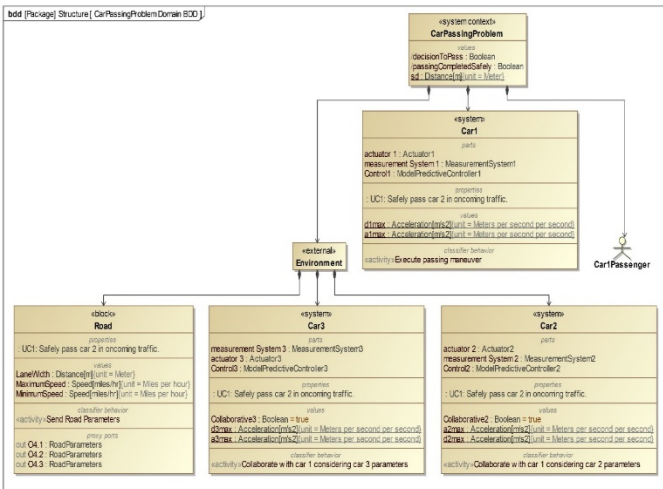 bdd [Package] Structure [ CarPassingProblem Domain BDD ]
«system context»
CarPassingProblem
values
/decisionToPass : Boolean
/passingCompletedSafely : Boolean
sd : Distance[m]{unit = Meter}
«system»
Car1
parts
actuator 1 : Actuator1
measurement System 1 : MeasurementSystem1
Control1 : ModelPredictiveController1
properties
: UC1: Safely pass car 2 in oncoming traffic.
values
d1max : Acceleration[m/s2]{unit = Meters per second per second}
a1max : Acceleration[m/s2]{unit = Meters per second per second}
classifier behavior
«activity»Execute passing maneuver
Car1Passenger
«external»
Environment
«block»
Road
properties
: UC1: Safely pass car 2 in oncoming traffic.
values
LaneWidth : Distance[m]{unit = Meter}
MaximumSpeed : Speed[miles/hr]{unit = Miles per hour}
MinimumSpeed : Speed[miles/hr]{unit = Miles per hour}
classifier behavior
«activity»Send Road Parameters
proxy ports
out O4.1 : RoadParameters
out O4.2 : RoadParameters
out O4.3 : RoadParameters
«system»
Car3
parts
measurement System 3 : MeasurementSystem3
actuator 3 : Actuator3
Control3 : ModelPredictiveController3
properties
: UC1: Safely pass car 2 in oncoming traffic.
values
Collaborative3 : Boolean = true
d3max : Acceleration[m/s2]{unit = Meters per second per second}
a3max : Acceleration[m/s2]{unit = Meters per second per second}
classifier behavior
«activity»Collaborate with car 1 considering car 3 parameters
«system»
Car2
parts
actuator 2 : Actuator2
measurement System 2 : MeasurementSystem2
Control2 : ModelPredictiveController2
properties
: UC1: Safely pass car 2 in oncoming traffic.
values
Collaborative2 : Boolean = true
a2max : Acceleration[m/s2]{unit = Meters per second per second}
d2max : Acceleration[m/s2]{unit = Meters per second per second}
classifier behavior
«activity»Collaborate with car 1 considering car 2 parameters